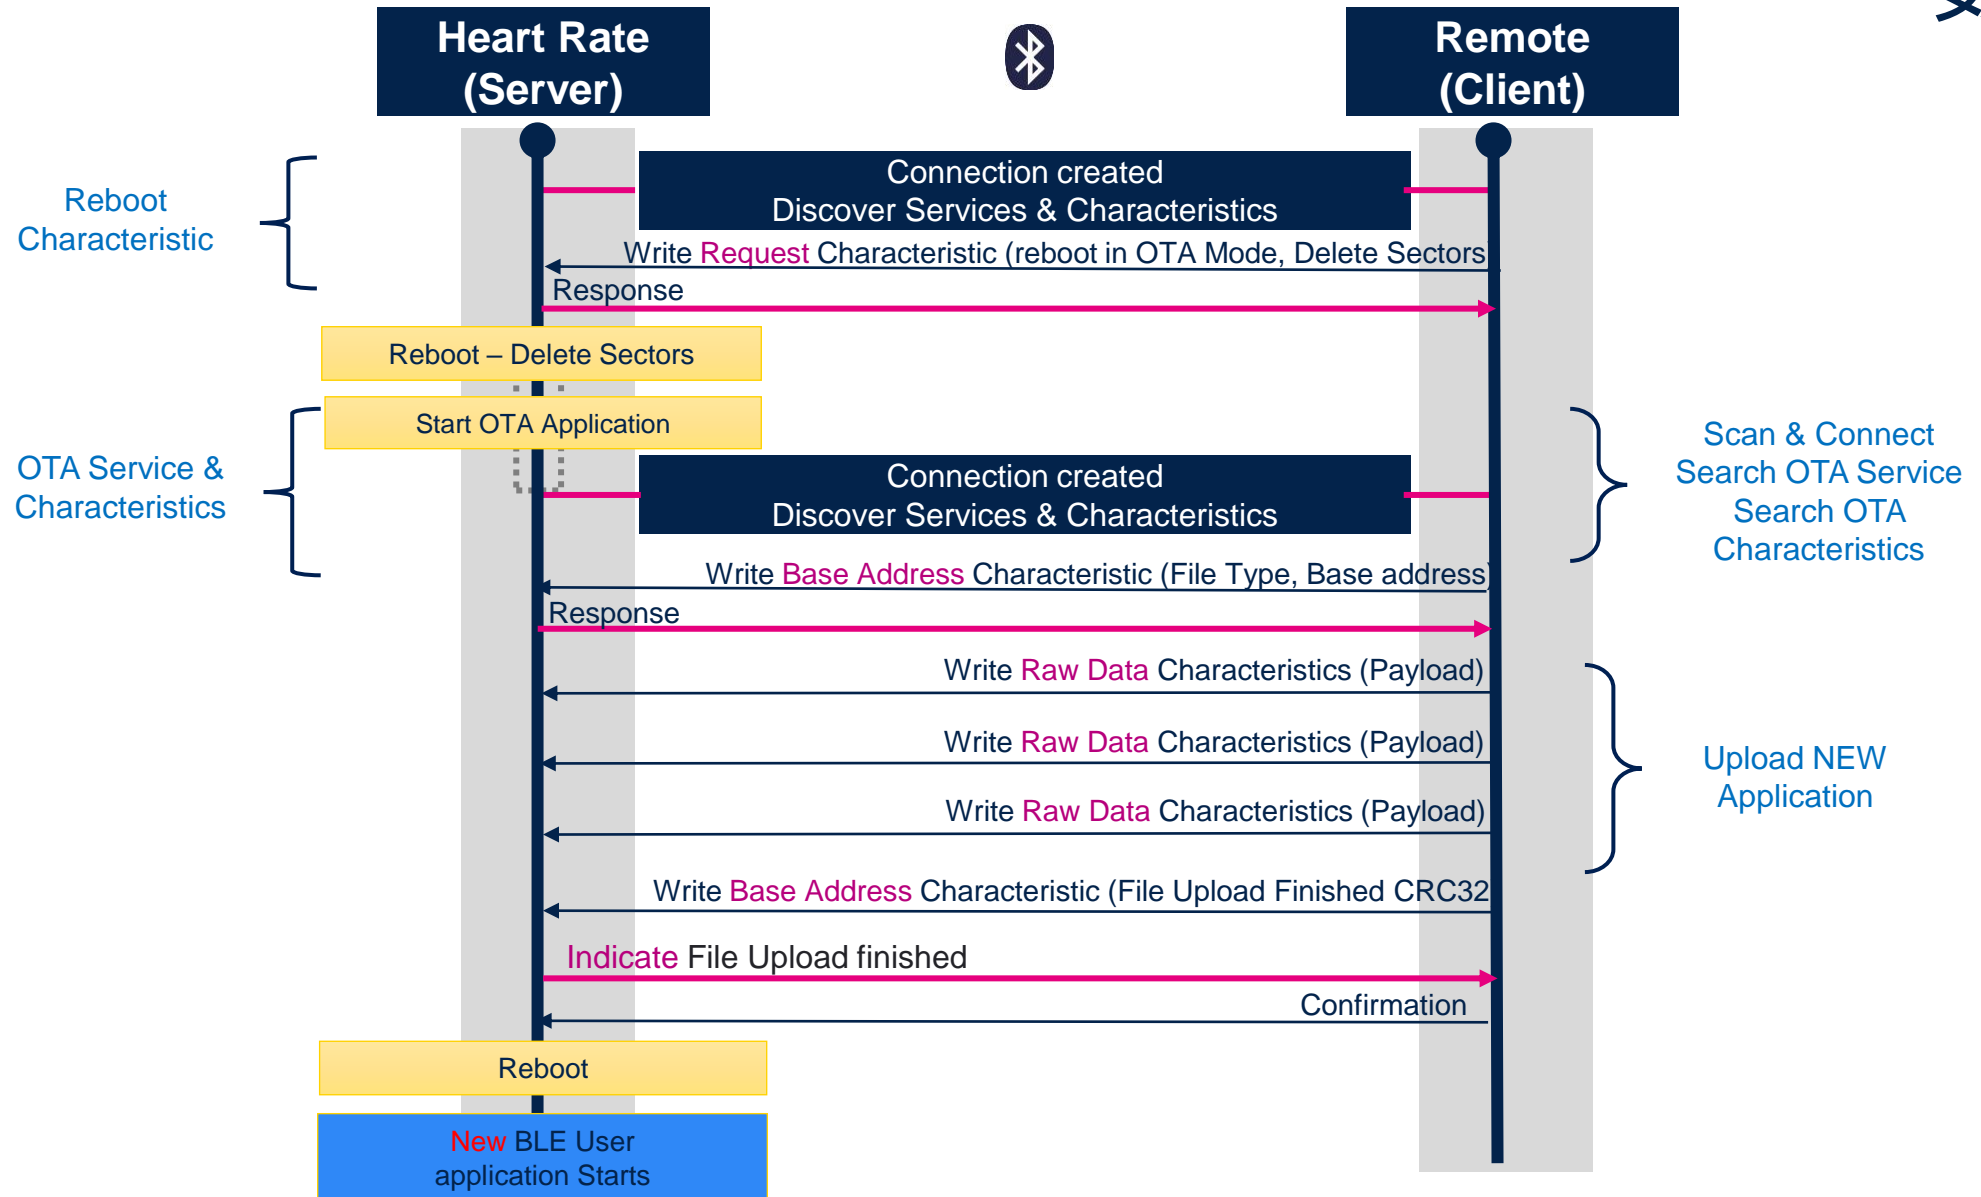 Heart Rate
(Server)
Remote
(Client)
Connection created
Discover Services & Characteristics
Reboot
Characteristic
Write Request Characteristic (reboot in OTA Mode, Delete Sectors)
Response
Reboot – Delete Sectors
Start OTA Application
OTA Service &
Characteristics
Connection created
Discover Services & Characteristics
Scan & Connect
Search OTA Service
Search OTA
Characteristics
Write Base Address Characteristic (File Type, Base address)
Response
Write Raw Data Characteristics (Payload)
Write Raw Data Characteristics (Payload)
Write Raw Data Characteristics (Payload)
Upload NEW
Application
Write Base Address Characteristic (File Upload Finished CRC32
Indicate File Upload finished
Confirmation
Reboot
New BLE User
application Starts